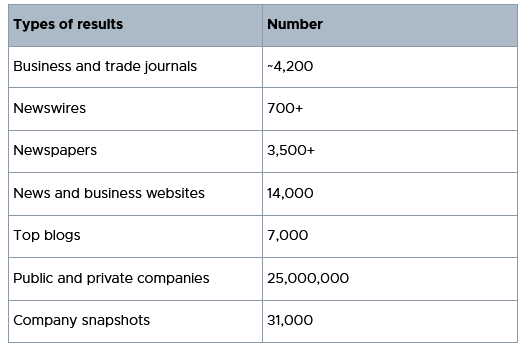 Types of results Number
Business and trade journals ~4,200
Newswires 700+
Newspapers 3,500+
News and business websites 14,000
Top blogs 7,000
Public and private companies 25,000,000
Company snapshots 31,000